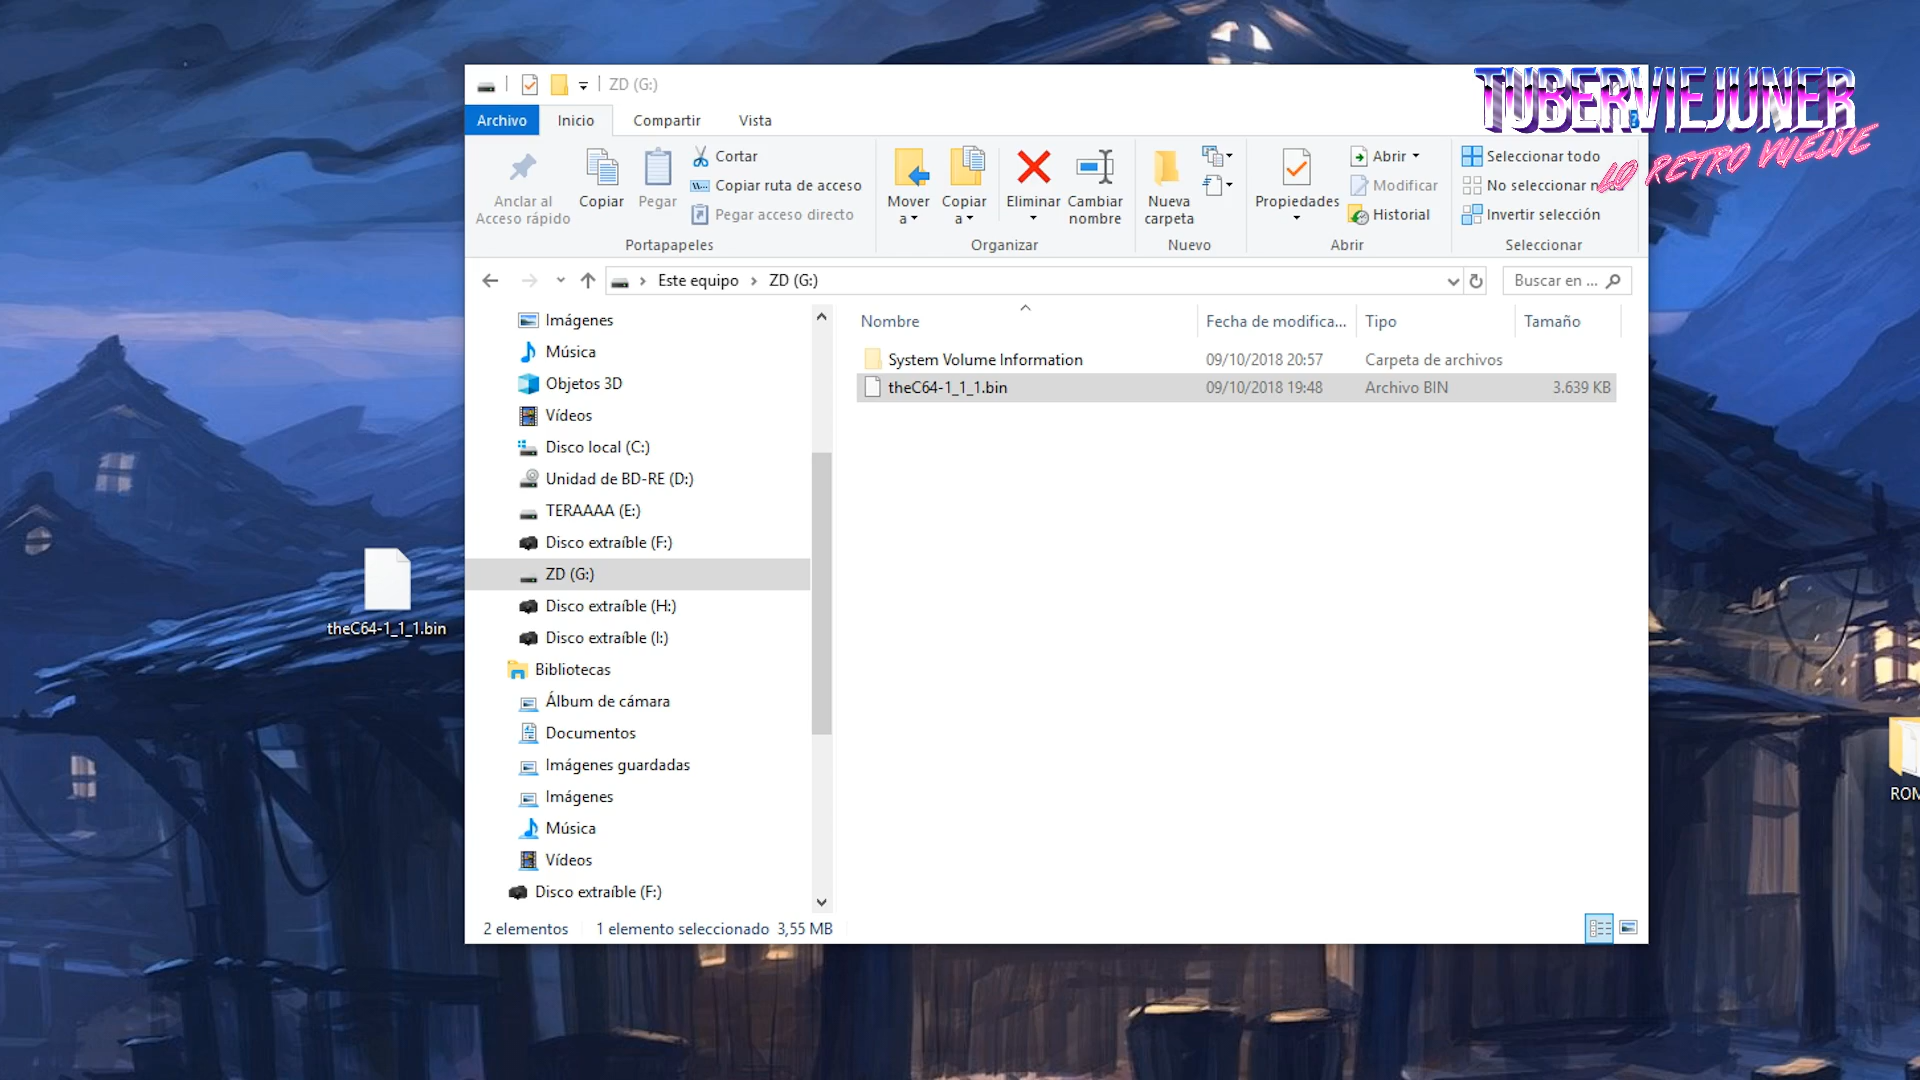 ZD (G:)
TUBERVIEJUNER
LO RETRO VUELVE
Archivo Inicio Compartir Vista
Anclar al Acceso rápido
Copiar
Pegar
Cortar
Copiar ruta de acceso
Pegar acceso directo
Portapapeles
Mover a
Copiar a
Eliminar
Cambiar nombre
Organizar
Nueva carpeta
Nuevo
Propiedades
Abrir
Modificar
Historial
Abrir
Seleccionar todo
No seleccionar
Invertir selección
Seleccionar
Este equipo > ZD (G:)
Buscar en ...
Imágenes
Música
Objetos 3D
Vídeos
Disco local (C:)
Unidad de BD-RE (D:)
TERAAAA (E:)
Disco extraíble (F:)
ZD (G:)
Disco extraíble (H:)
Disco extraíble (I:)
Bibliotecas
Álbum de cámara
Documentos
Imágenes guardadas
Imágenes
Música
Vídeos
Disco extraíble (F:)
Nombre Fecha de modifica... Tipo Tamaño
System Volume Information 09/10/2018 20:57 Carpeta de archivos
theC64-1_1_1.bin 09/10/2018 19:48 Archivo BIN 3.639 KB
2 elementos 1 elemento seleccionado 3,55 MB
theC64-1_1_1.bin
ROM